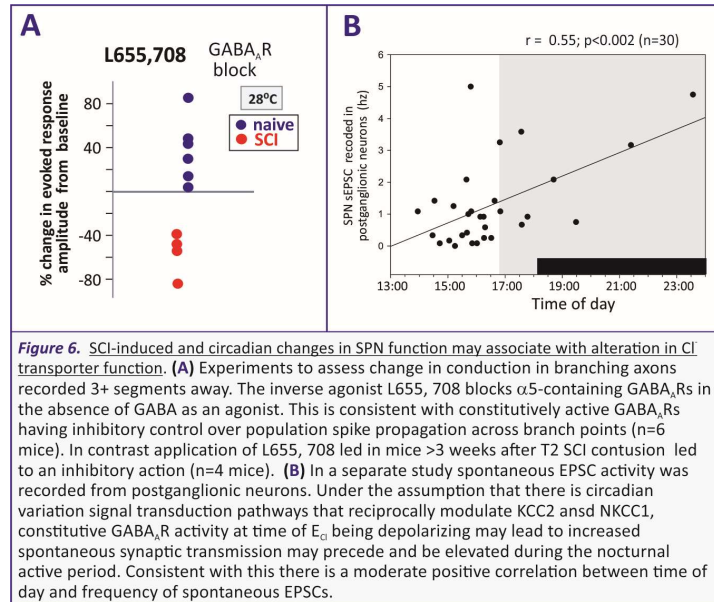 A
L655,708
GABAAR
block
28⁰C
naive
SCI
% change in evoked response
amplitude from baseline
80
40
-40
-80
B
r = 0.55; p<0.002 (n=30)
SPN sEPSC recoded in
postganglionic neurons (hz)
6
5
4
3
2
1
0
13:00 15:00 17:00 19:00 21:00 23:00
Time of day
Figure 6. SCI-induced and circadian changes in SPN function may associate with alteration in Cl-
transporter function. (A) Experiments to assess change in conduction in branching axons
recorded 3+ segments away. The inverse agonist L655, 708 blocks α5-containing GABAARs in
the absence of GABA as an agonist. This is consistent with constitutively active GABAARs
having inhibitory control over population spike propagation across branch points (n=6
mice). In contrast application of L655, 708 led in mice >3 weeks after T2 SCI contusion led
to an inhibitory action (n=4 mice). (B) In a separate study spontaneous EPSC activity was
recorded from postganglionic neurons. Under the assumption that there is circadian
variation signal transduction pathways that reciprocally modulate KCC2 ansd NKCC1,
constitutive GABAAR activity at time of ECl being depolarizing may lead to increased
spontaneous synaptic transmission may precede and be elevated during the nocturnal
active period. Consistent with this there is a moderate positive correlation between time of
day and frequency of spontaneous EPSCs.